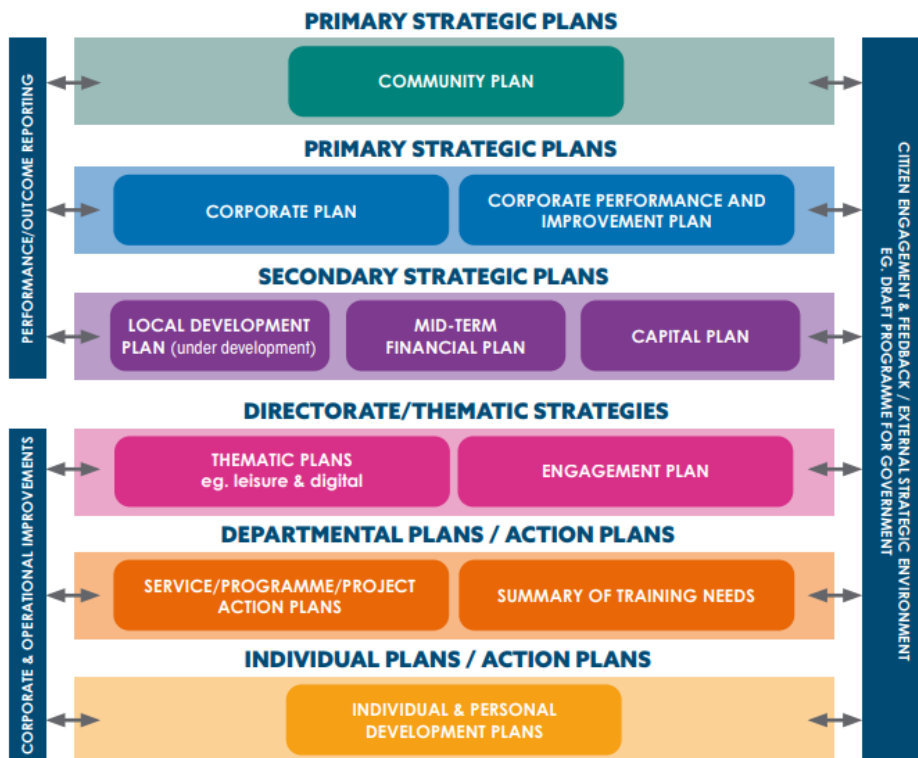 PRIMARY STRATEGIC PLANS
COMMUNITY PLAN
PRIMARY STRATEGIC PLANS
CORPORATE PLAN
CORPORATE PERFORMANCE AND
IMPROVEMENT PLAN
SECONDARY STRATEGIC PLANS
LOCAL DEVELOPMENT
PLAN (under development)
MID-TERM
FINANCIAL PLAN
CAPITAL PLAN
DIRECTORATE/THEMATIC STRATEGIES
THEMATIC PLANS
eg. leisure & digital
ENGAGEMENT PLAN
DEPARTMENTAL PLANS / ACTION PLANS
SERVICE/PROGRAMME/PROJECT
ACTION PLANS
SUMMARY OF TRAINING NEEDS
INDIVIDUAL PLANS / ACTION PLANS
INDIVIDUAL & PERSONAL
DEVELOPMENT PLANS
PERFORMANCE/OUTCOME REPORTING
CORPORATE & OPERATIONAL IMPROVEMENTS
CITIZEN ENGAGEMENT & FEEDBACK / EXTERNAL STRATEGIC ENVIRONMENT
EG. DRAFT PROGRAMME FOR GOVERNMENT